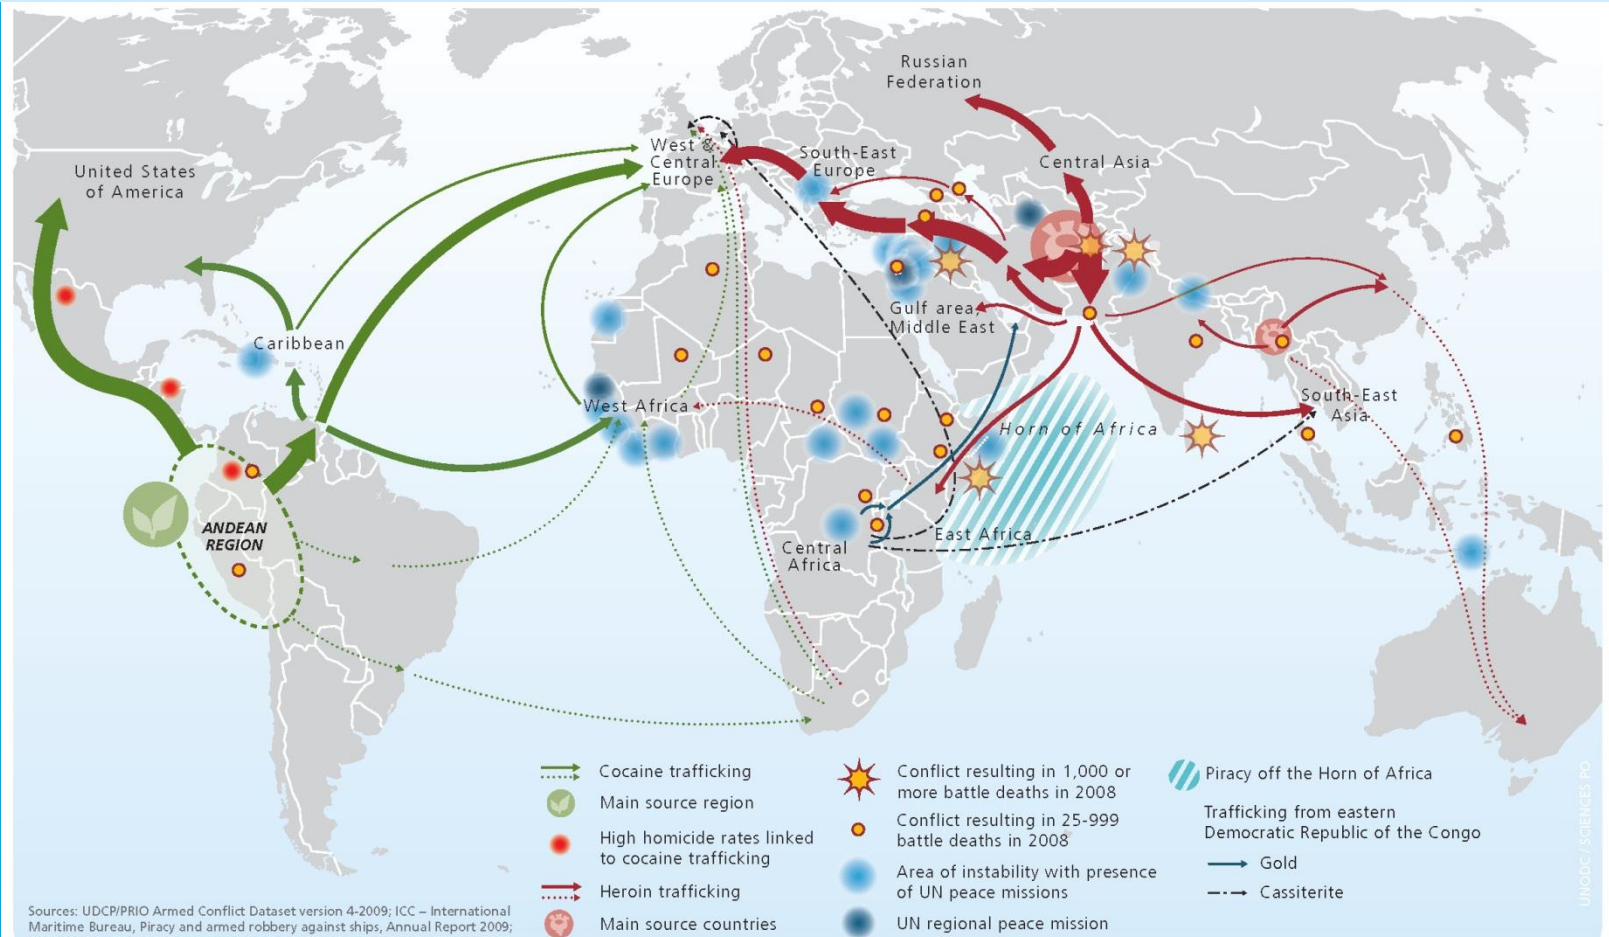 Russian
Federation
United States
of America
West &
Central
Europe
South-East
Europe
Central Asia
Caribbean
Gulf area,
Middle East
West Africa
Horn of Africa
South-East
Asia
ANDEAN
REGION
Central
Africa
East Africa
Cocaine trafficking
Main source region
High homicide rates linked
to cocaine trafficking
Heroin trafficking
Main source countries
Conflict resulting in 1,000 or
more battle deaths in 2008
Conflict resulting in 25-999
battle deaths in 2008
Area of instability with presence
of UN peace missions
UN regional peace mission
Piracy off the Horn of Africa
Trafficking from eastern
Democratic Republic of the Congo
Gold
Cassiterite
Sources: UDCP/PRIO Armed Conflict Dataset version 4-2009; ICC – International
Maritime Bureau, Piracy and armed robbery against ships, Annual Report 2009;
UNODC / SCIENCES PO